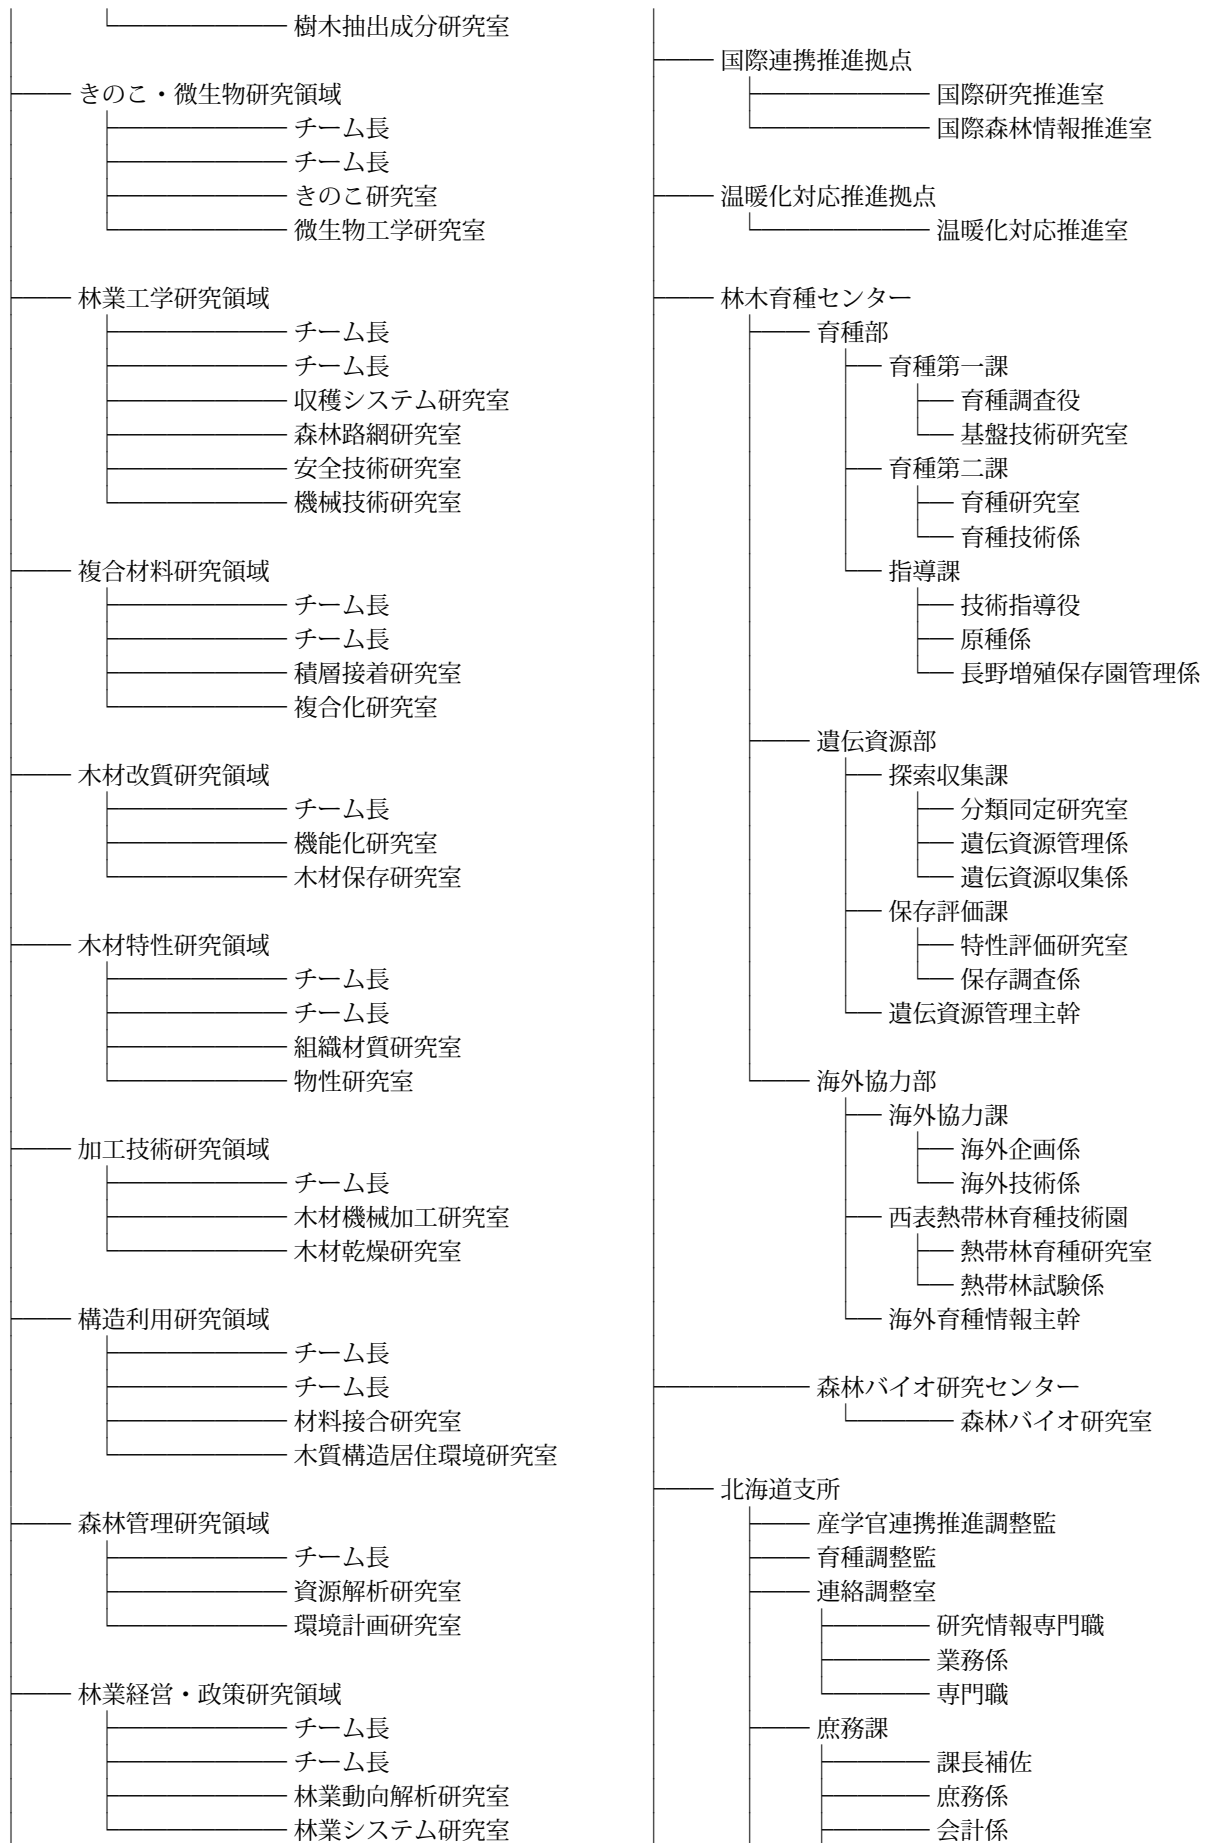 樹木抽出成分研究室
きのこ・微生物研究領域
チーム長
チーム長
きのこ研究室
微生物工学研究室
林業工学研究領域
チーム長
チーム長
収穫システム研究室
森林路網研究室
安全技術研究室
機械技術研究室
複合材料研究領域
チーム長
チーム長
積層接着研究室
複合化研究室
木材改質研究領域
チーム長
機能化研究室
木材保存研究室
木材特性研究領域
チーム長
チーム長
組織材質研究室
物性研究室
加工技術研究領域
チーム長
木材機械加工研究室
木材乾燥研究室
構造利用研究領域
チーム長
チーム長
材料接合研究室
木質構造居住環境研究室
森林管理研究領域
チーム長
資源解析研究室
環境計画研究室
林業経営・政策研究領域
チーム長
チーム長
林業動向解析研究室
林業システム研究室
国際連携推進拠点
国際研究推進室
国際森林情報推進室
温暖化対応推進拠点
温暖化対応推進室
林木育種センター
育種部
育種第一課
育種調査役
基盤技術研究室
育種第二課
育種研究室
育種技術係
指導課
技術指導役
原種係
長野増殖保存園管理係
遺伝資源部
探索収集課
分類同定研究室
遺伝資源管理係
遺伝資源収集係
保存評価課
特性評価研究室
保存調査係
遺伝資源管理主幹
海外協力部
海外協力課
海外企画係
海外技術係
西表熱帯林育種技術園
熱帯林育種研究室
熱帯林試験係
海外育種情報主幹
森林バイオ研究センター
森林バイオ研究室
北海道支所
産学官連携推進調整監
育種調整監
連絡調整室
研究情報専門職
業務係
専門職
庶務課
課長補佐
庶務係
会計係